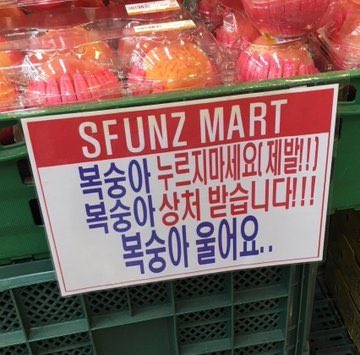 SFUNZ MART
복숭아 누르지마세요(제발!!)
복숭아 상처 받습니다!!!
복숭아 울어요..